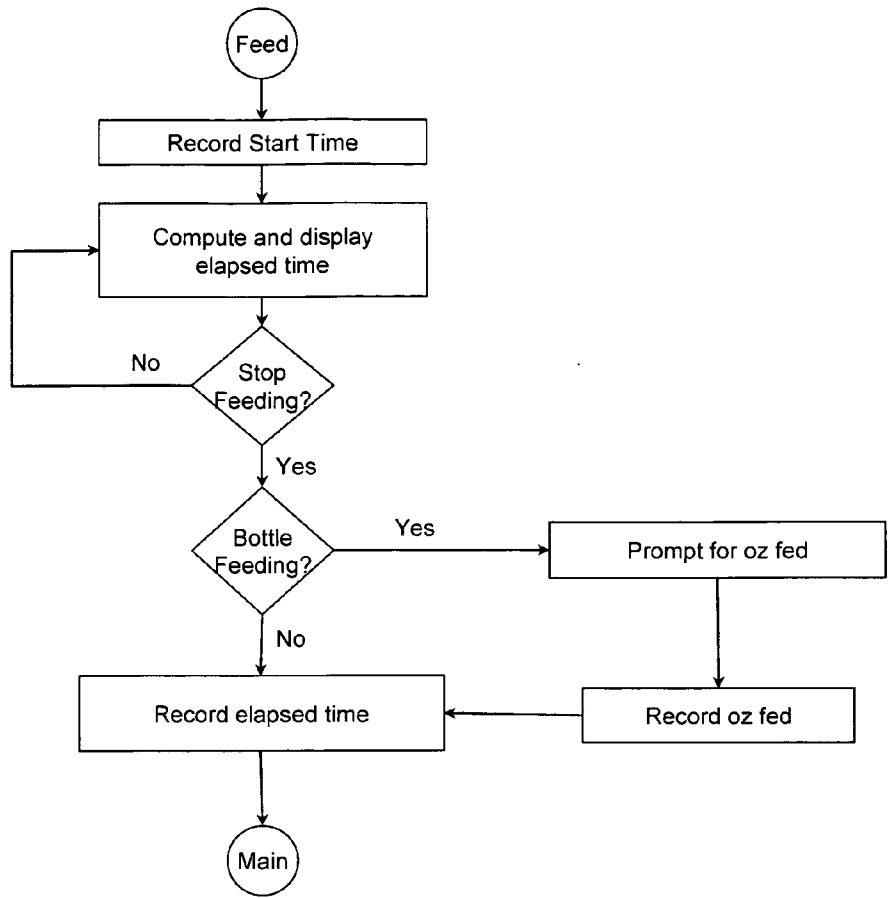 Feed
Record Start Time
Compute and display
elapsed time
No
Stop
Feeding?
Yes
Bottle
Feeding?
Yes
Prompt for oz fed
No
Record elapsed time
Record oz fed
Main